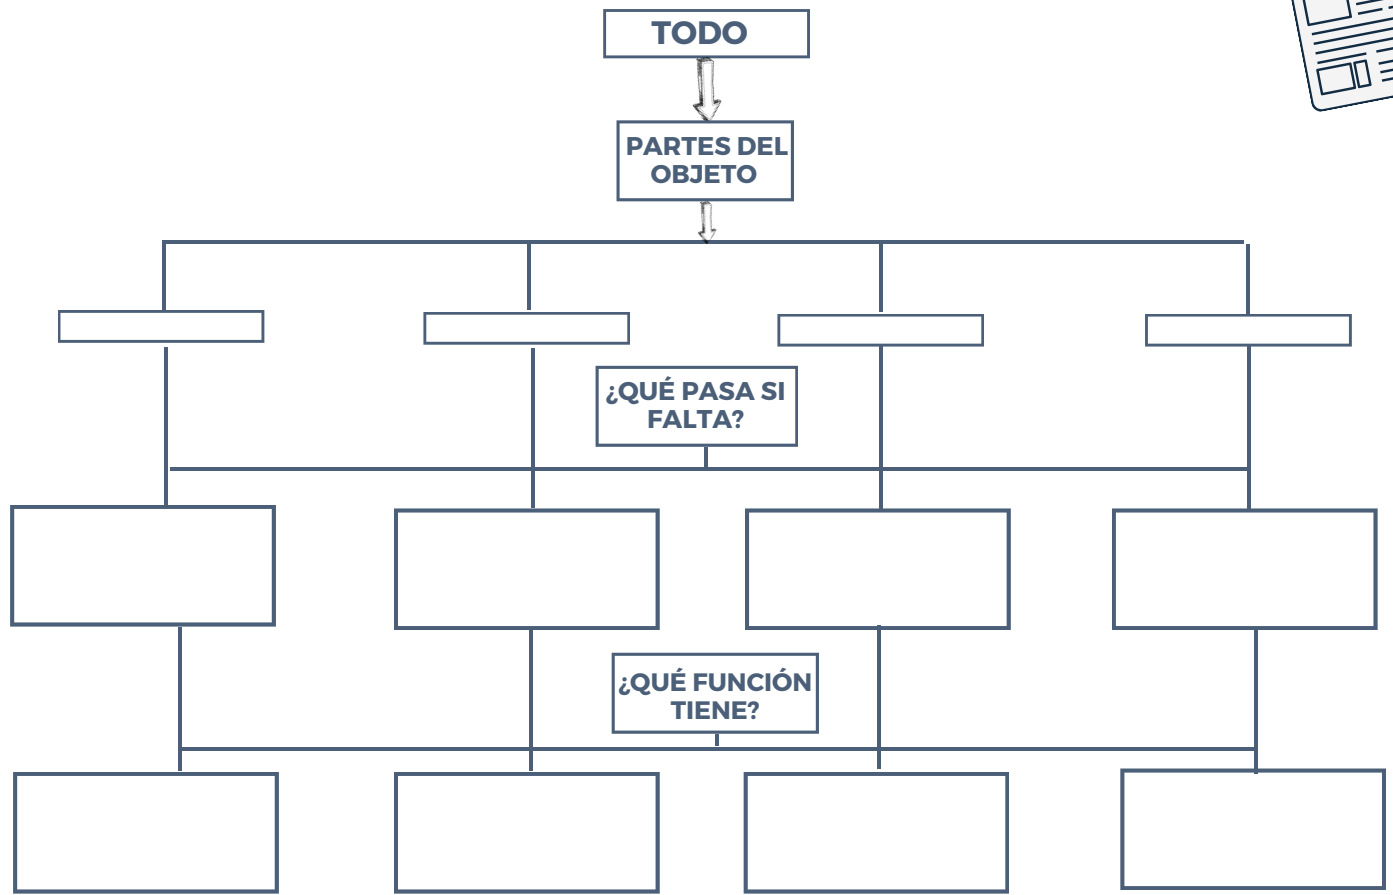 TODO
PARTES DEL
OBJETO
¿QUÉ PASA SI
FALTA?
¿QUÉ FUNCIÓN
TIENE?